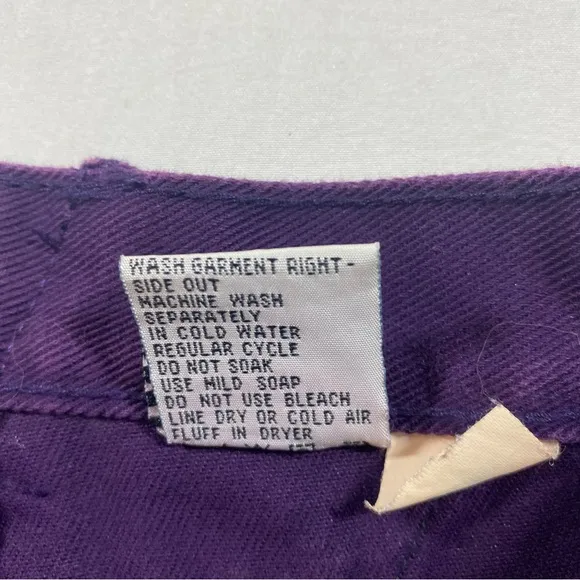 WASH GARMENT RIGHT-
SIDE OUT
MACHINE WASH
SEPARATELY
IN COLD WATER
REGULAR CYCLE
DO NOT SOAK
USE MILD SOAP
DO NOT USE BLEACH
LINE DRY OR COLD AIR
FLUFF IN DRYER